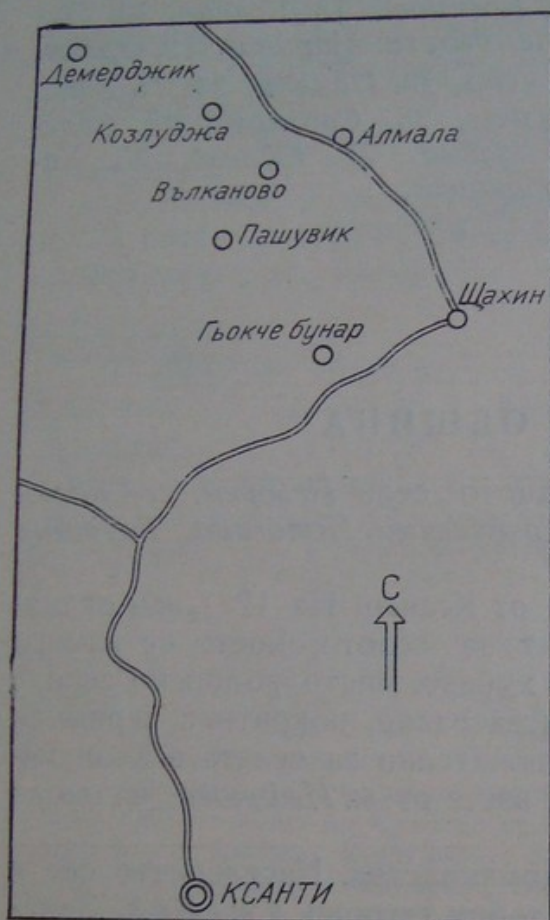 Демерджик
Козлуджа
Алмала
Вълканово
Пашувик
Щахин
Гьокче бунар
С
КСАНТИ